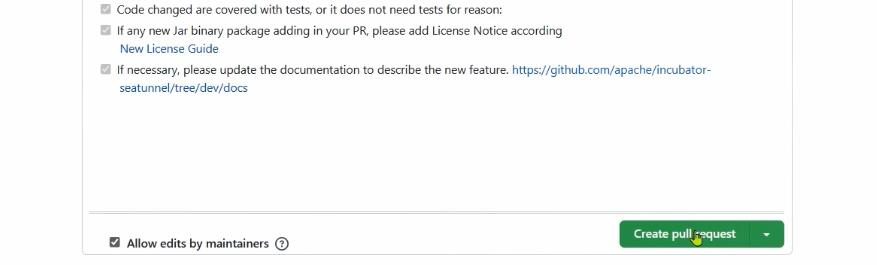 Code changed are covered with tests, or it does not need tests for reason:
If any new Jar binary package adding in your PR, please add License Notice according
New License Guide
If necessary, please update the documentation to describe the new feature. https://github.com/apache/incubator-
seatunnel/tree/dev/docs
Allow edits by maintainers
Create pull request